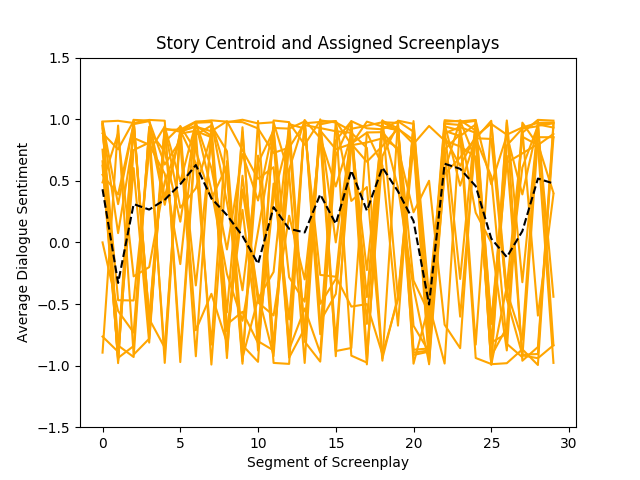 Story Centroid and Assigned Screenplays
1.5
1.0
0.5
0.0
−0.5
−1.0
−1.5
Average Dialogue Sentiment
0 5 10 15 20 25 30
Segment of Screenplay